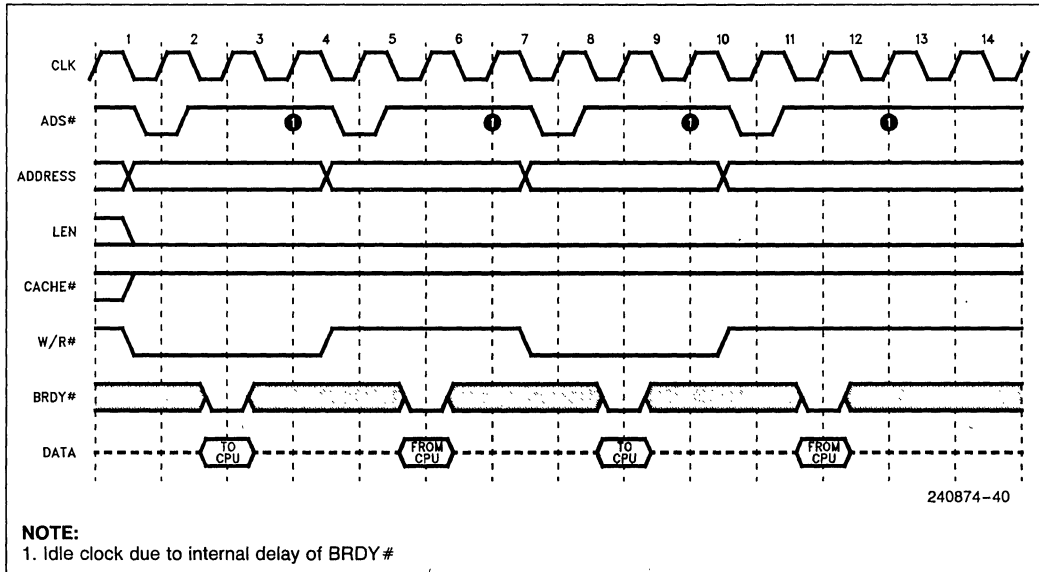 1 2 3 4 5 6 7 8 9 10 11 12 13 14
CLK
ADS# 1 1 1 1
ADDRESS
LEN
CACHE#
W/R#
BRDY#
DATA TO CPU FROM CPU TO CPU FROM CPU
240874-40
NOTE:
1. Idle clock due to internal delay of BRDY#